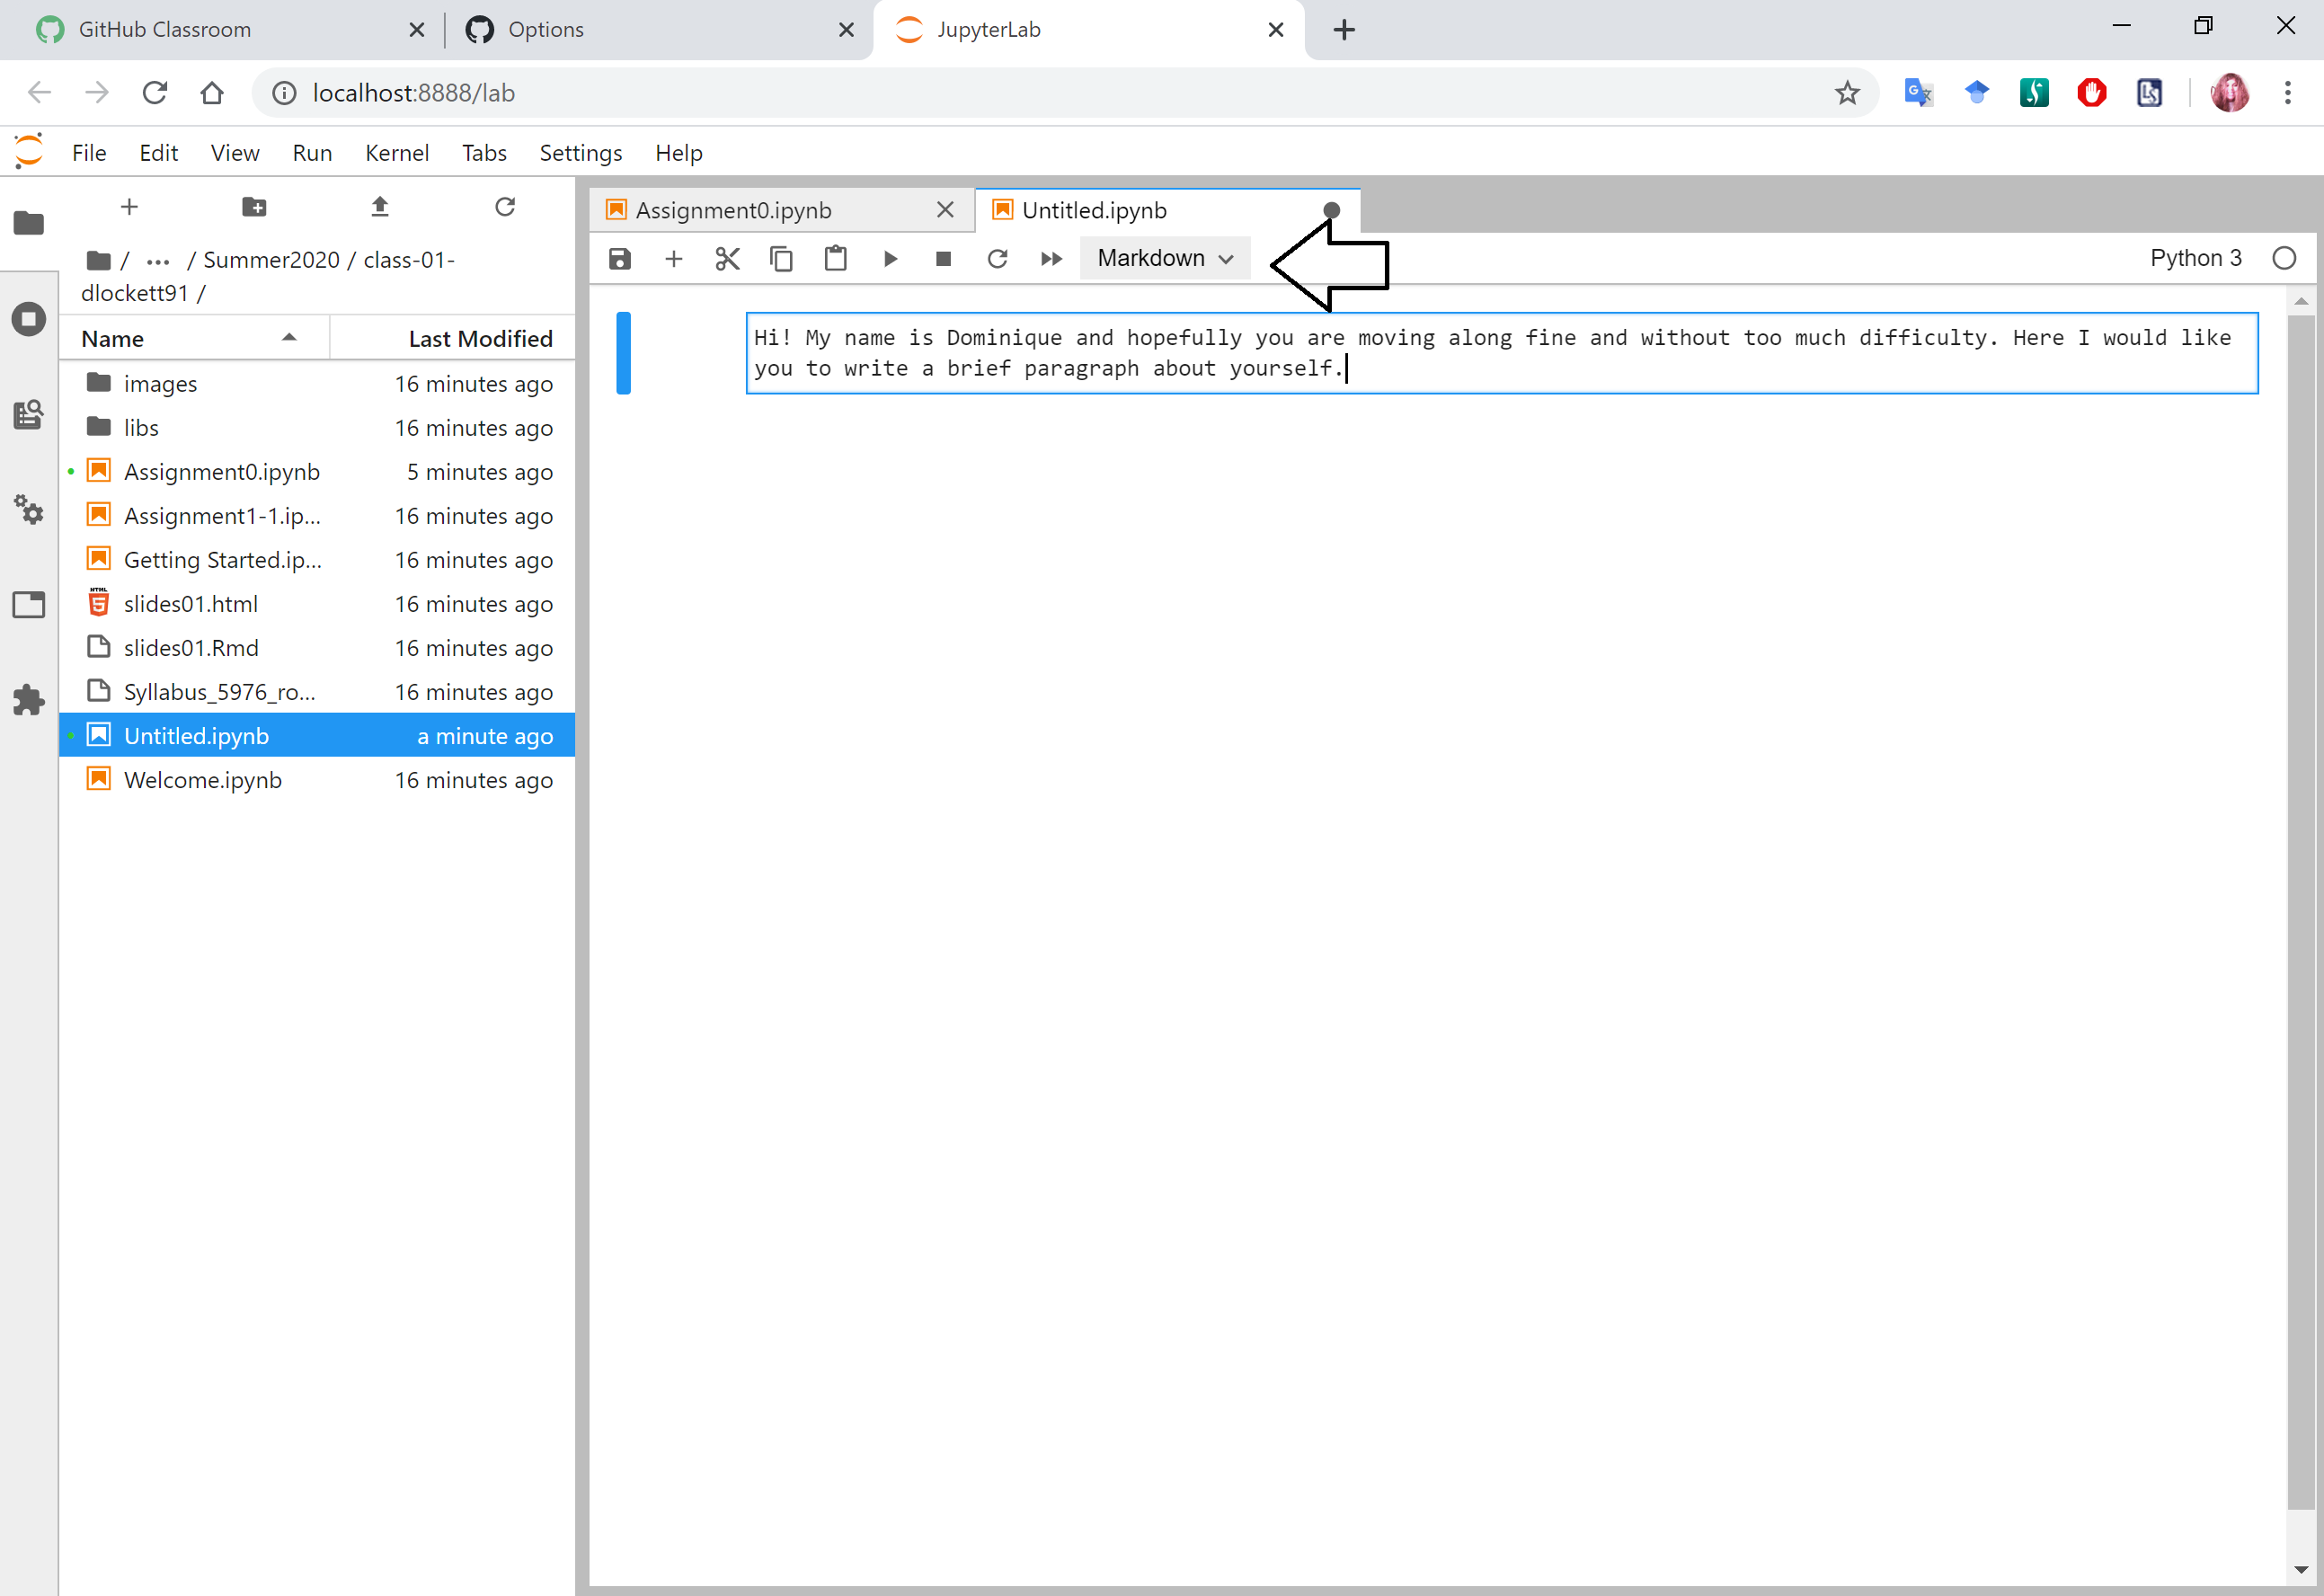 GitHub Classroom
Options
JupyterLab
localhost:8888/lab
File Edit View Run Kernel Tabs Settings Help
/ ... / Summer2020 / class-01-
dlockett91 /
Name Last Modified
images 16 minutes ago
libs 16 minutes ago
Assignment0.ipynb 5 minutes ago
Assignment1-1.ip... 16 minutes ago
Getting Started.ip... 16 minutes ago
HTML 5 slides01.html 16 minutes ago
slides01.Rmd 16 minutes ago
Syllabus_5976_ro... 16 minutes ago
Untitled.ipynb a minute ago
Welcome.ipynb 16 minutes ago
Assignment0.ipynb
Untitled.ipynb
Markdown
Python 3
Hi! My name is Dominique and hopefully you are moving along fine and without too much difficulty. Here I would like
you to write a brief paragraph about yourself.